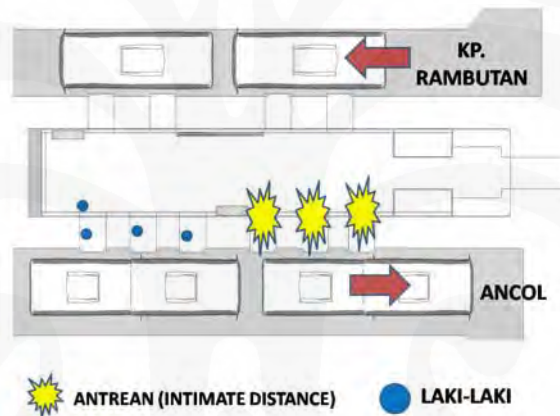 KP.
RAMBUTAN
ANCOL
ANTREAN (INTIMATE DISTANCE)
LAKI-LAKI